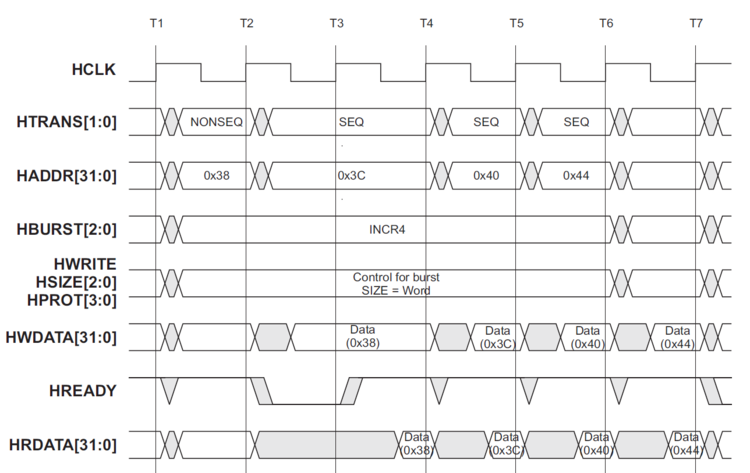 T1 T2 T3 T4 T5 T6 T7
HCLK
HTRANS[1:0] NONSEQ SEQ SEQ SEQ
HADDR[31:0] 0x38 0x3C 0x40 0x44
HBURST[2:0] INCR4
HWRITE
HSIZE[2:0]
HPROT[3:0]
Control for burst
SIZE = Word
HWDATA[31:0]
Data Data Data Data
(0x38) (0x3C) (0x40) (0x44)
HREADY
HRDATA[31:0]
Data Data Data Data
(0x38) (0x3C) (0x40) (0x44)